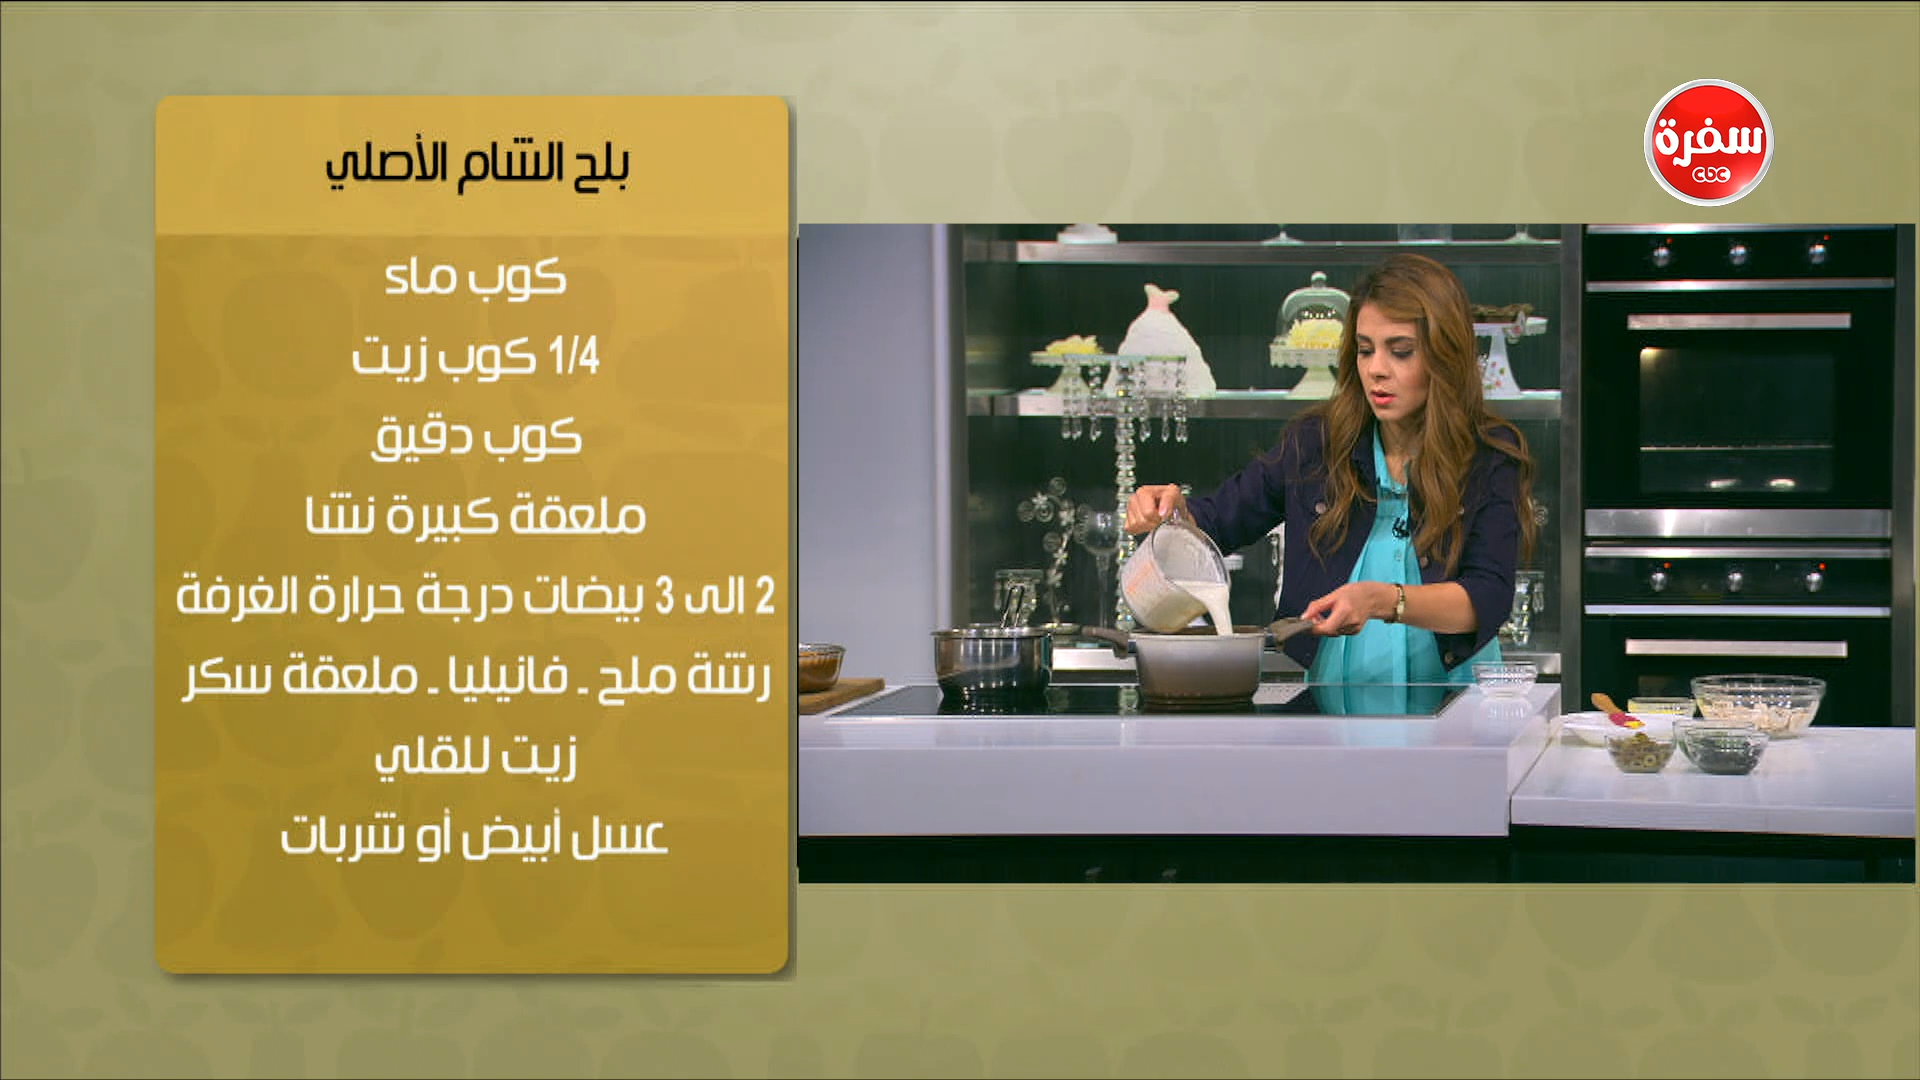 بلح الشام الأصلي
كوب ماء
1/4 كوب زيت
كوب دقيق
ملعقة كبيرة نشا
2 الى 3 بيضات درجة حرارة الغرفة
رشة ملح - فانيليا - ملعقة سكر
زيت للقلي
عسل أبيض أو شربات
سفرة
cbc